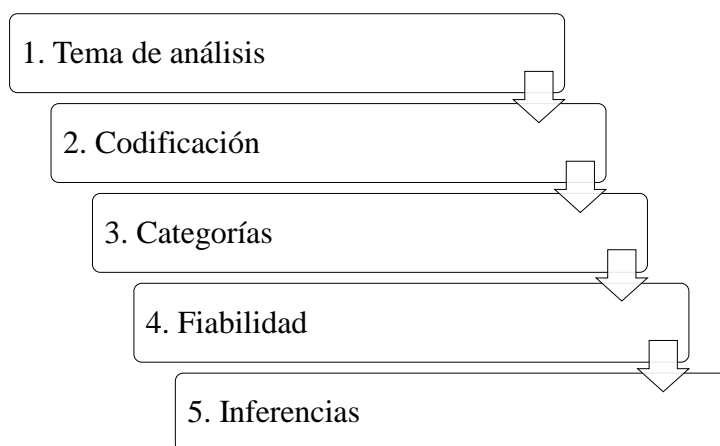 1. Tema de análisis
2. Codificación
3. Categorías
4. Fiabilidad
5. Inferencias